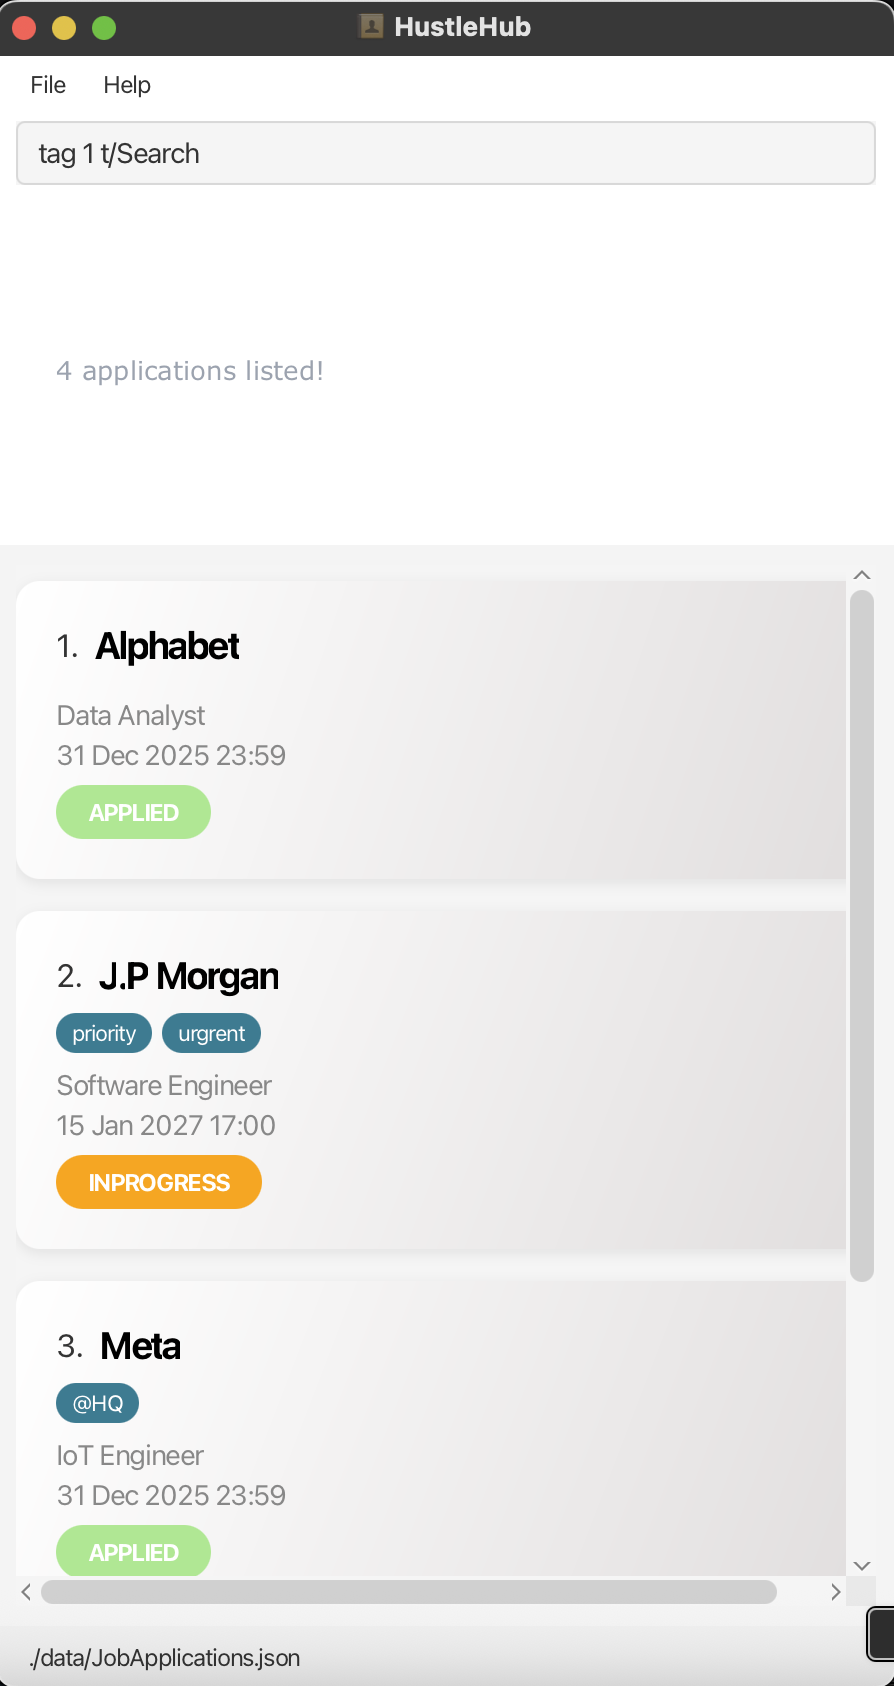 HustleHub
File Help
tag 1 t/Search
4 applications listed!
1. Alphabet
Data Analyst
31 Dec 2025 23:59
APPLIED
2. J.P Morgan
priority urgrent
Software Engineer
15 Jan 2027 17:00
INPROGRESS
3. Meta
@HQ
IoT Engineer
31 Dec 2025 23:59
APPLIED
./data/JobApplications.json